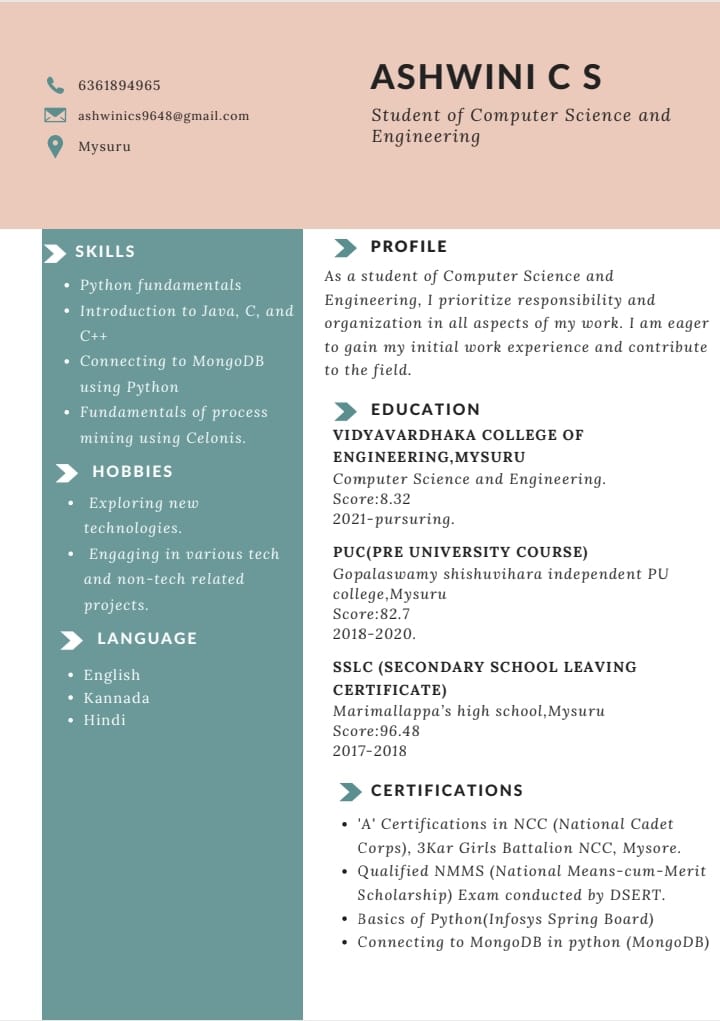 6361894965
ashwinics9648@gmail.com
Mysuru
ASHWINI C S
Student of Computer Science and
Engineering
SKILLS
• Python fundamentals
• Introduction to Java, C, and
C++
• Connecting to MongoDB
using Python
• Fundamentals of process
mining using Celonis.
HOBBIES
• Exploring new
technologies.
• Engaging in various tech
and non-tech related
projects.
LANGUAGE
• English
• Kannada
• Hindi
PROFILE
As a student of Computer Science and
Engineering, I prioritize responsibility and
organization in all aspects of my work. I am eager
to gain my initial work experience and contribute
to the field.
EDUCATION
VIDYAVARDHAKA COLLEGE OF
ENGINEERING,MYSURU
Computer Science and Engineering.
Score:8.32
2021-pursuring.
PUC(PRE UNIVERSITY COURSE)
Gopalaswamy shishuvihara independent PU
college,Mysuru
Score:82.7
2018-2020.
SSLC (SECONDARY SCHOOL LEAVING
CERTIFICATE)
Marimallappa's high school,Mysuru
Score:96.48
2017-2018
CERTIFICATIONS
• 'A' Certifications in NCC (National Cadet
Corps), 3Kar Girls Battalion NCC, Mysore.
• Qualified NMMS (National Means-cum-Merit
Scholarship) Exam conducted by DSERT.
• Basics of Python(Infosys Spring Board)
• Connecting to MongoDB in python (MongoDB)